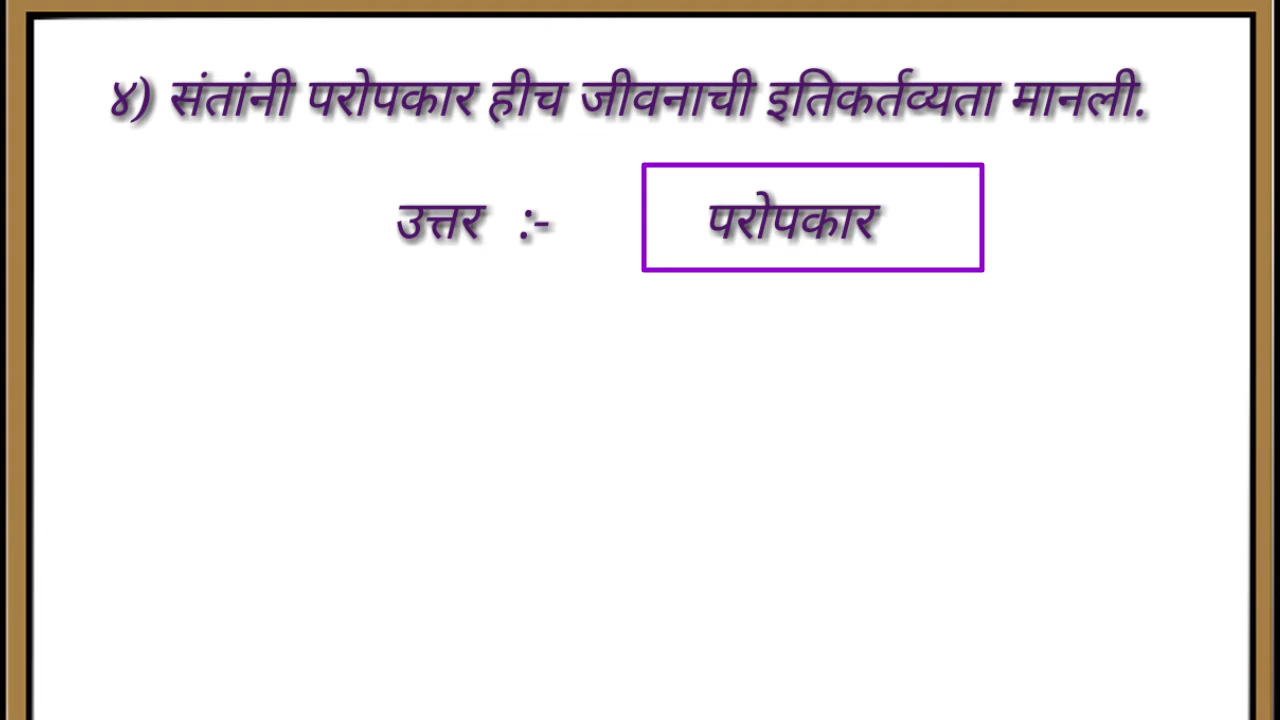 ४) संतांनी परोपकार हीच जीवनाची इतिकर्तव्यता मानली.
उत्तर :- परोपकार